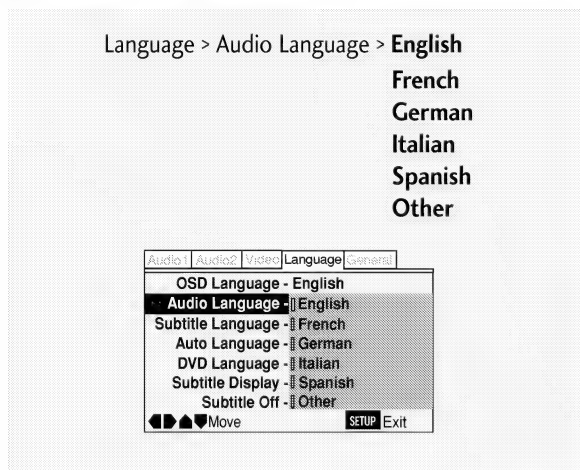 Language > Audio Language > English
French
German
Italian
Spanish
Other
Audio1 Audio2 Video Language General
OSD Language - English
Audio Language - English
Subtitle Language - French
Auto Language - German
DVD Language - Italian
Subtitle Display - Spanish
Subtitle Off - Other
Move SETUP Exit